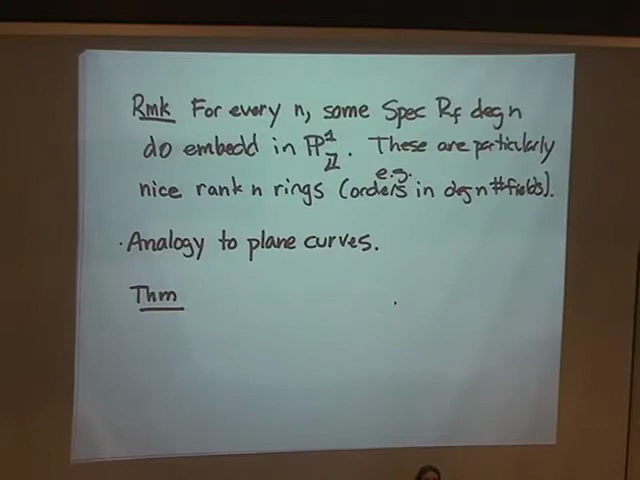 Rmk For every n, some Spec R_f deg n
do embedd in ℙ¹_ℤ. These are particularly
nice rank n rings (e.g. orders in deg n # fields).
· Analogy to plane curves.
Thm